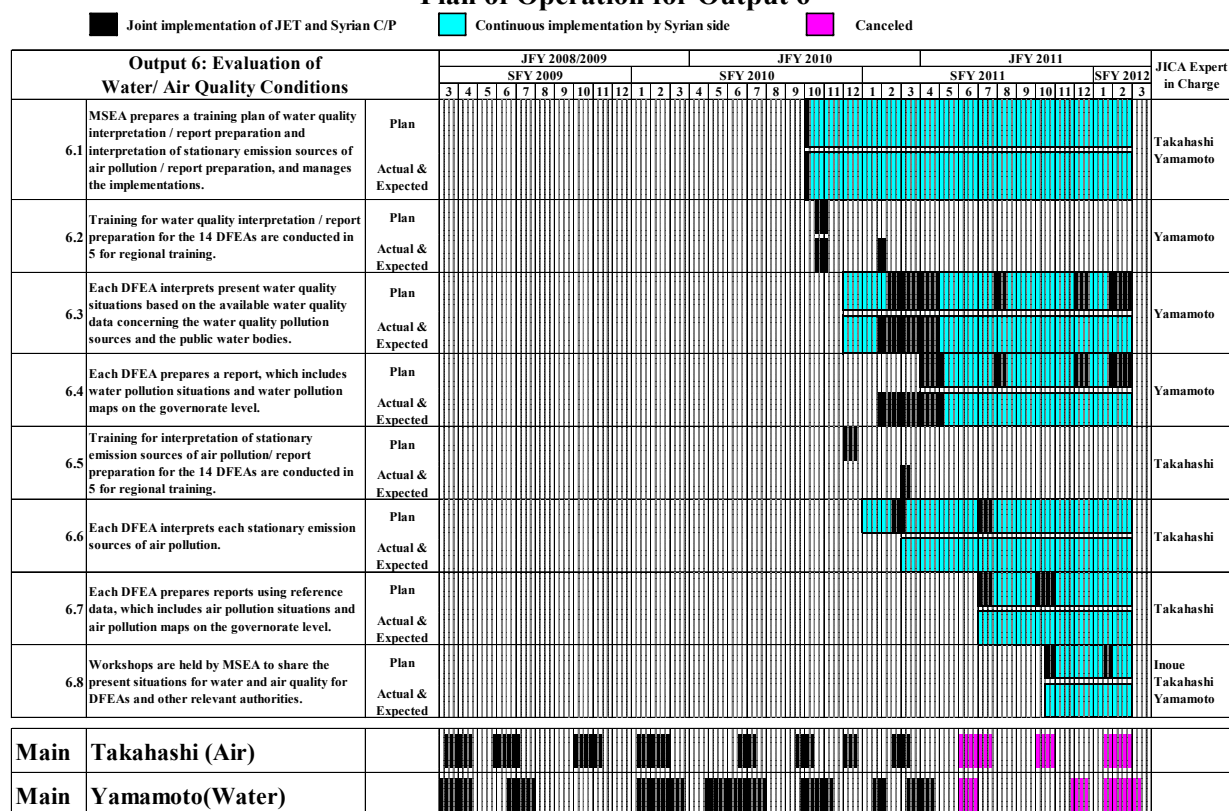 Plan of Operation for Output 6
Joint implementation of JET and Syrian C/P Continuous implementation by Syrian side Canceled
Output 6: Evaluation of
Water/ Air Quality Conditions
JFY 2008/2009 JFY 2010 JFY 2011
SFY 2009 SFY 2010 SFY 2011 SFY 2012
3 4 5 6 7 8 9 10 11 12 1 2 3 4 5 6 7 8 9 10 11 12 1 2 3 4 5 6 7 8 9 10 11 12 1 2 3
JICA Expert
in Charge
6.1
MSEA prepares a training plan of water quality
interpretation / report preparation and
interpretation of stationary emission sources of
air pollution / report preparation, and manages
the implementations.
Plan
Actual &
Expected
Takahashi
Yamamoto
6.2
Training for water quality interpretation / report
preparation for the 14 DFEAs are conducted in
5 for regional training.
Plan
Actual &
Expected
Yamamoto
6.3
Each DFEA interprets present water quality
situations based on the available water quality
data concerning the water quality pollution
sources and the public water bodies.
Plan
Actual &
Expected
Yamamoto
6.4
Each DFEA prepares a report, which includes
water pollution situations and water pollution
maps on the governorate level.
Plan
Actual &
Expected
Yamamoto
6.5
Training for interpretation of stationary
emission sources of air pollution/ report
preparation for the 14 DFEAs are conducted in
5 for regional training.
Plan
Actual &
Expected
Takahashi
6.6
Each DFEA interprets each stationary emission
sources of air pollution.
Plan
Actual &
Expected
Takahashi
6.7
Each DFEA prepares reports using reference
data, which includes air pollution situations and
air pollution maps on the governorate level.
Plan
Actual &
Expected
Takahashi
6.8
Workshops are held by MSEA to share the
present situations for water and air quality for
DFEAs and other relevant authorities.
Plan
Actual &
Expected
Inoue
Takahashi
Yamamoto
Main Takahashi (Air)
Main Yamamoto(Water)